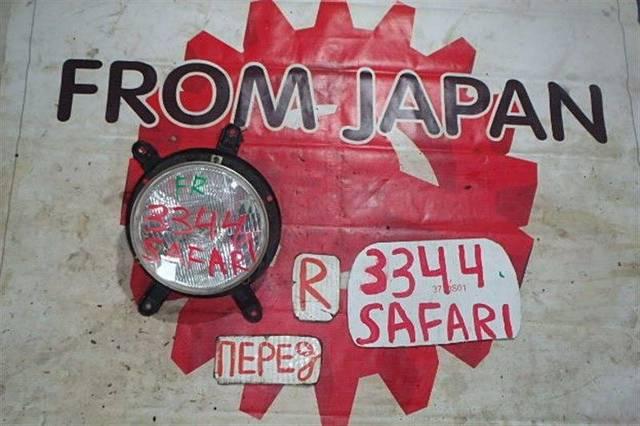 FROM JAPAN
FR
3344
SAFARI
R
3344
SAFARI
ПЕРЕД